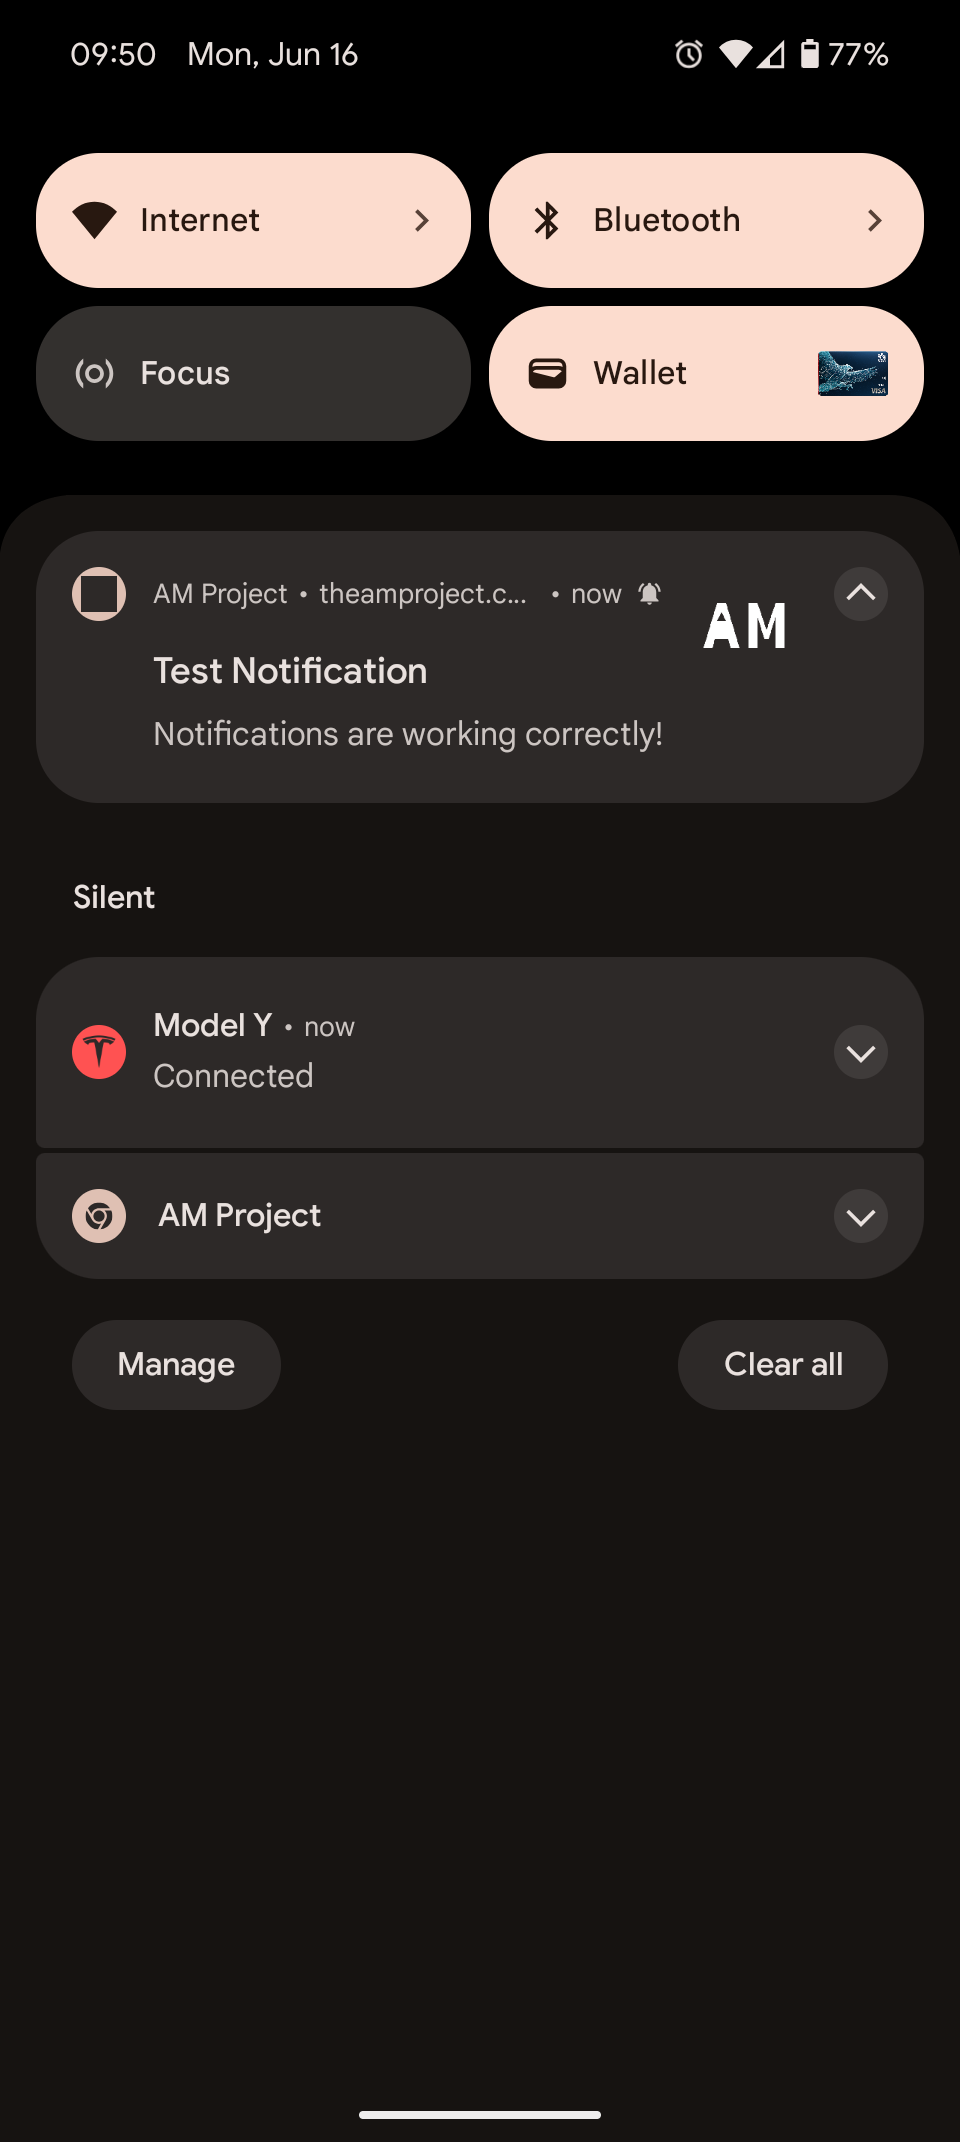 09:50 Mon, Jun 16 77%
Internet
Bluetooth
Focus
Wallet
VISA
AM Project • theamproject.c... • now
AM
Test Notification
Notifications are working correctly!
Silent
Model Y • now
Connected
AM Project
Manage
Clear all